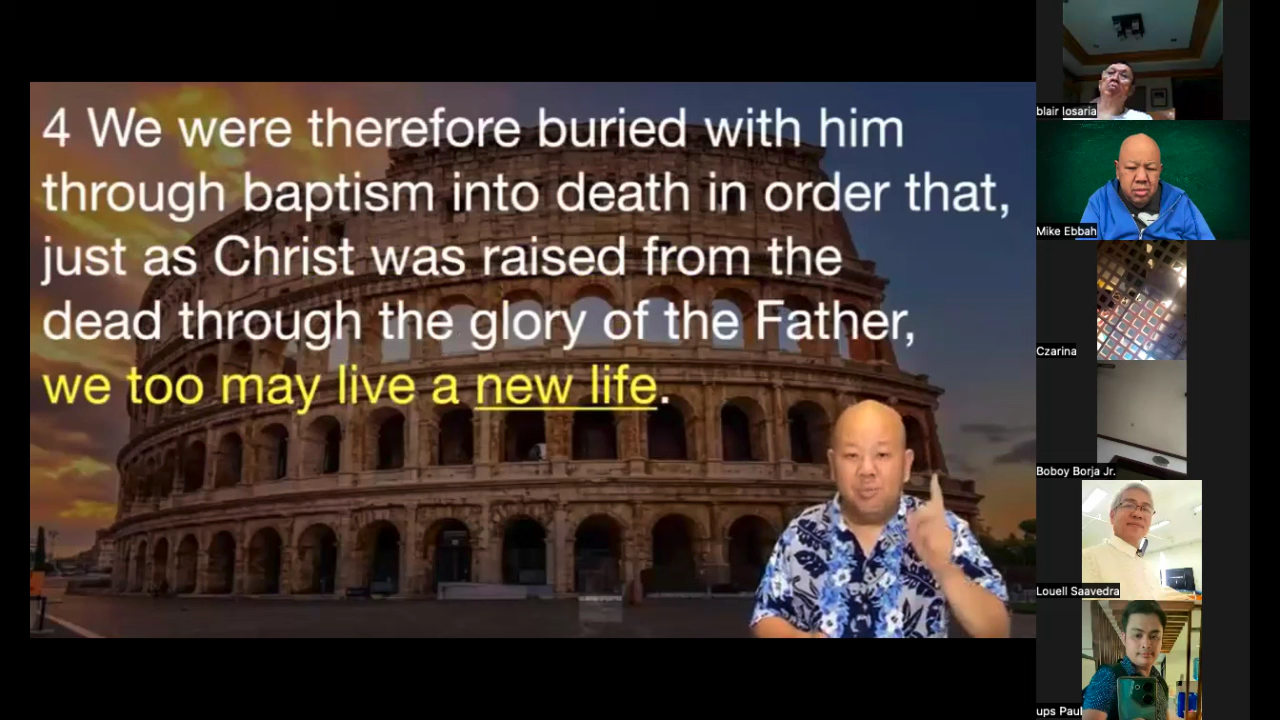 4 We were therefore buried with him
through baptism into death in order that,
just as Christ was raised from the
dead through the glory of the Father,
we too may live a new life.
blair losaria
Mike Ebbah
Czarina
Boboy Borja Jr.
Louell Saavedra
ups Paul